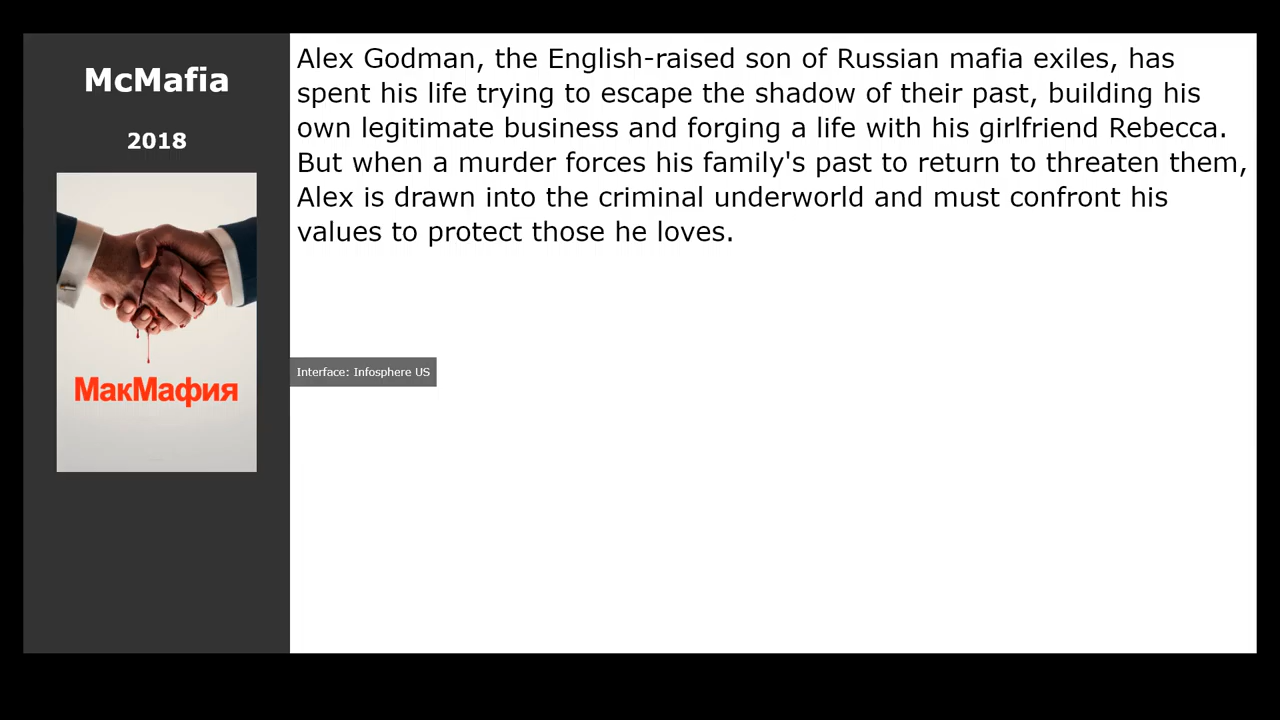 McMafia
2018
МакМафия
Alex Godman, the English-raised son of Russian mafia exiles, has
spent his life trying to escape the shadow of their past, building his
own legitimate business and forging a life with his girlfriend Rebecca.
But when a murder forces his family's past to return to threaten them,
Alex is drawn into the criminal underworld and must confront his
values to protect those he loves.
Interface: Infosphere US